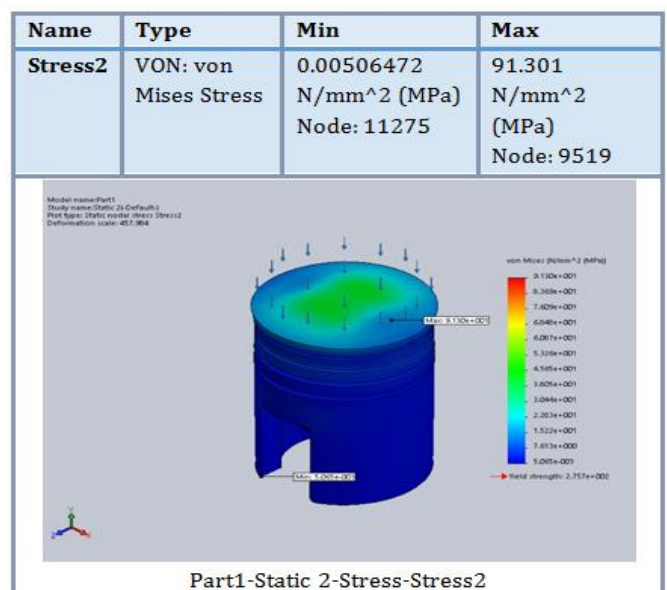 Name Type Min Max
Stress2 VON: von Mises Stress 0.00506472 N/mm^2 (MPa) Node: 11275 91.301 N/mm^2 (MPa) Node: 9519
Model name:Part1
Study name:Static 2(-Default-)
Plot type: Static nodal stress Stress2
Deformation scale: 457.964
von Mises (N/mm^2 (MPa))
9.130e+001
8.369e+001
7.609e+001
6.848e+001
6.087e+001
5.326e+001
4.565e+001
3.805e+001
3.044e+001
2.283e+001
1.522e+001
7.613e+000
5.065e-003
Yield strength: 2.757e+002
Max: 9.130e+001
Min: 5.065e-003
Y
Z
X
Part1-Static 2-Stress-Stress2